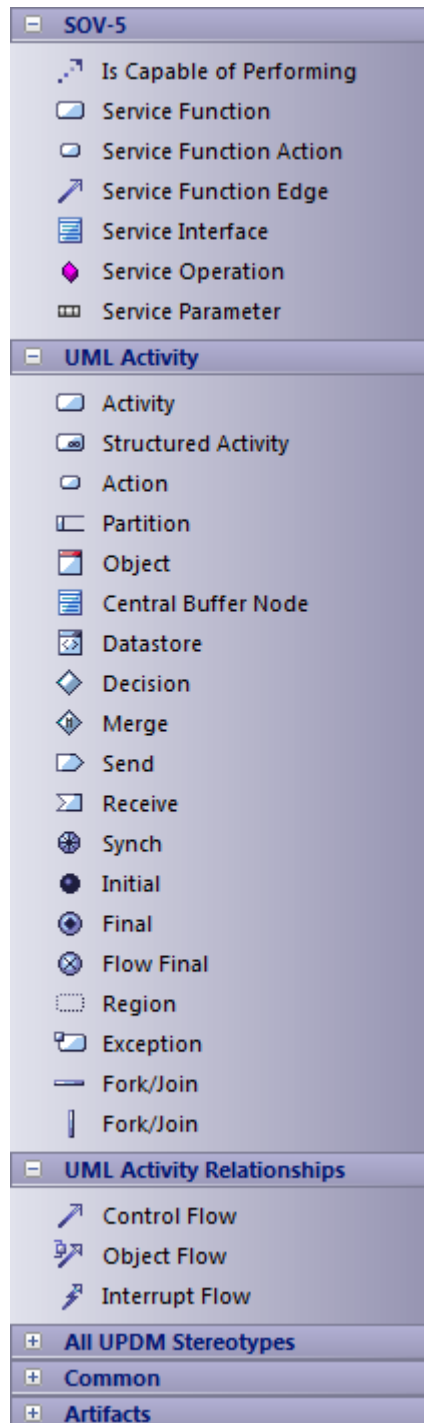 SOV-5
Is Capable of Performing
Service Function
Service Function Action
Service Function Edge
Service Interface
Service Operation
Service Parameter
UML Activity
Activity
Structured Activity
Action
Partition
Object
Central Buffer Node
Datastore
Decision
Merge
Send
Receive
Synch
Initial
Final
Flow Final
Region
Exception
Fork/Join
Fork/Join
UML Activity Relationships
Control Flow
Object Flow
Interrupt Flow
All UPDM Stereotypes
Common
Artifacts